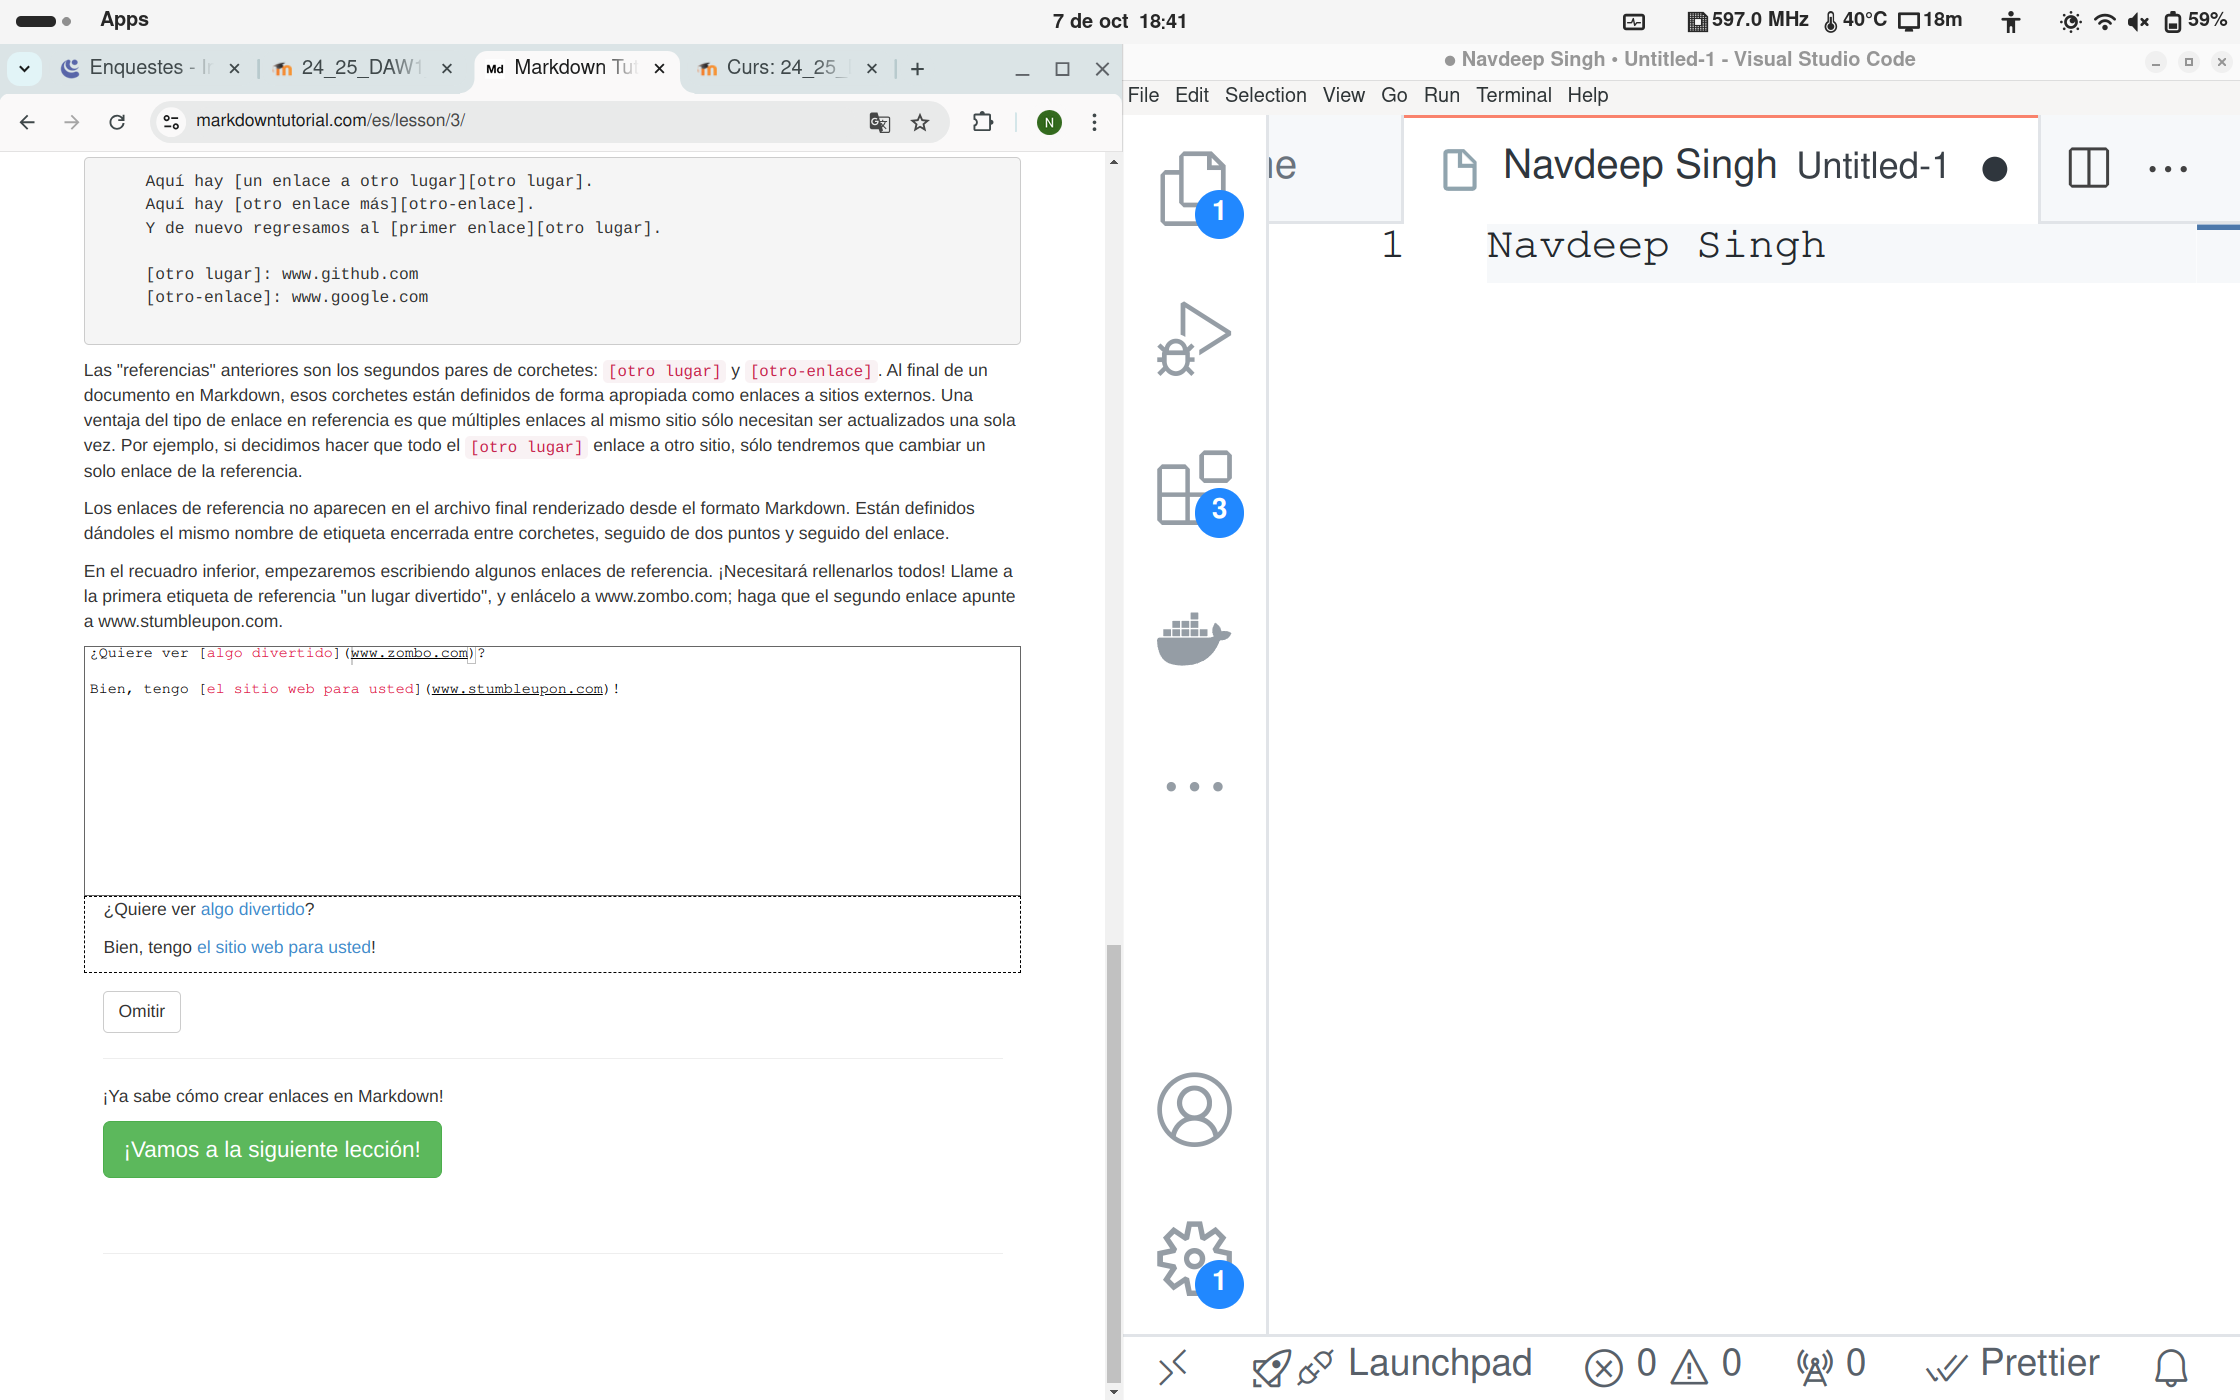 Apps
7 de oct 18:41
597.0 MHz 40°C 18m
59%
Enquestes - Ir
24_25_DAW1
Md Markdown Tut
Curs: 24_25_
markdowntutorial.com/es/lesson/3/
N
Aquí hay [un enlace a otro lugar][otro lugar].
Aquí hay [otro enlace más][otro-enlace].
Y de nuevo regresamos al [primer enlace][otro lugar].
[otro lugar]: www.github.com
[otro-enlace]: www.google.com
Las "referencias" anteriores son los segundos pares de corchetes: [otro lugar] y [otro-enlace]. Al final de un
documento en Markdown, esos corchetes están definidos de forma apropiada como enlaces a sitios externos. Una
ventaja del tipo de enlace en referencia es que múltiples enlaces al mismo sitio sólo necesitan ser actualizados una sola
vez. Por ejemplo, si decidimos hacer que todo el [otro lugar] enlace a otro sitio, sólo tendremos que cambiar un
solo enlace de la referencia.
Los enlaces de referencia no aparecen en el archivo final renderizado desde el formato Markdown. Están definidos
dándoles el mismo nombre de etiqueta encerrada entre corchetes, seguido de dos puntos y seguido del enlace.
En el recuadro inferior, empezaremos escribiendo algunos enlaces de referencia. ¡Necesitará rellenarlos todos! Llame a
la primera etiqueta de referencia "un lugar divertido", y enlácelo a www.zombo.com; haga que el segundo enlace apunte
a www.stumbleupon.com.
¿Quiere ver [algo divertido](www.zombo.com)?
Bien, tengo [el sitio web para usted](www.stumbleupon.com)!
¿Quiere ver algo divertido?
Bien, tengo el sitio web para usted!
Omitir
¡Ya sabe cómo crear enlaces en Markdown!
¡Vamos a la siguiente lección!
● Navdeep Singh • Untitled-1 - Visual Studio Code
File Edit Selection View Go Run Terminal Help
Navdeep Singh Untitled-1
1
1 Navdeep Singh
3
1
Launchpad 0 0 0 Prettier